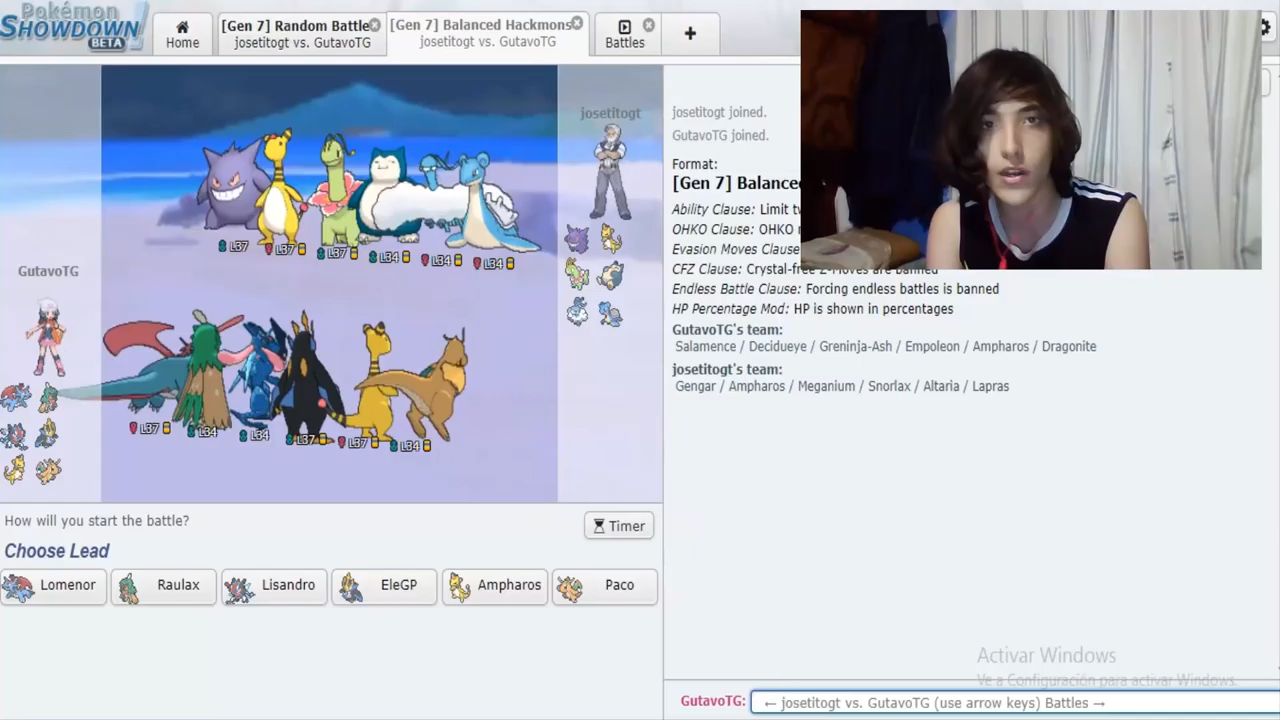 Pokémon
SHOWDOWN
BETA
Home
[Gen 7] Random Battle
josetitogt vs. GutavoTG
[Gen 7] Balanced Hackmons
josetitogt vs. GutavoTG
Battles
josetitogt
GutavoTG
L37
L37
L37
L34
L34
L34
L37
L34
L34
L37
L37
L34
How will you start the battle?
Timer
Choose Lead
Lomenor
Raulax
Lisandro
EleGP
Ampharos
Paco
josetitogt joined.
GutavoTG joined.
Format:
[Gen 7] Balanced
Ability Clause: Limit
OHKO Clause: OHKO
Evasion Moves Clause
CFZ Clause: Crystal-free Z-Moves are banned
Endless Battle Clause: Forcing endless battles is banned
HP Percentage Mod: HP is shown in percentages
GutavoTG's team:
Salamence / Decidueye / Greninja-Ash / Empoleon / Ampharos / Dragonite
josetitogt's team:
Gengar / Ampharos / Meganium / Snorlax / Altaria / Lapras
Activar Windows
Ve a Configuración para activar Windows.
GutavoTG: ← josetitogt vs. GutavoTG (use arrow keys) Battles →